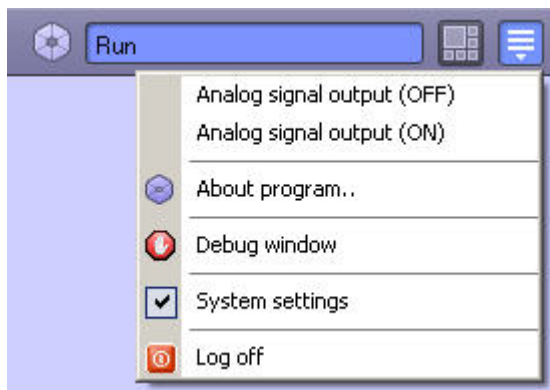 Run
Analog signal output (OFF)
Analog signal output (ON)
About program..
Debug window
System settings
Log off